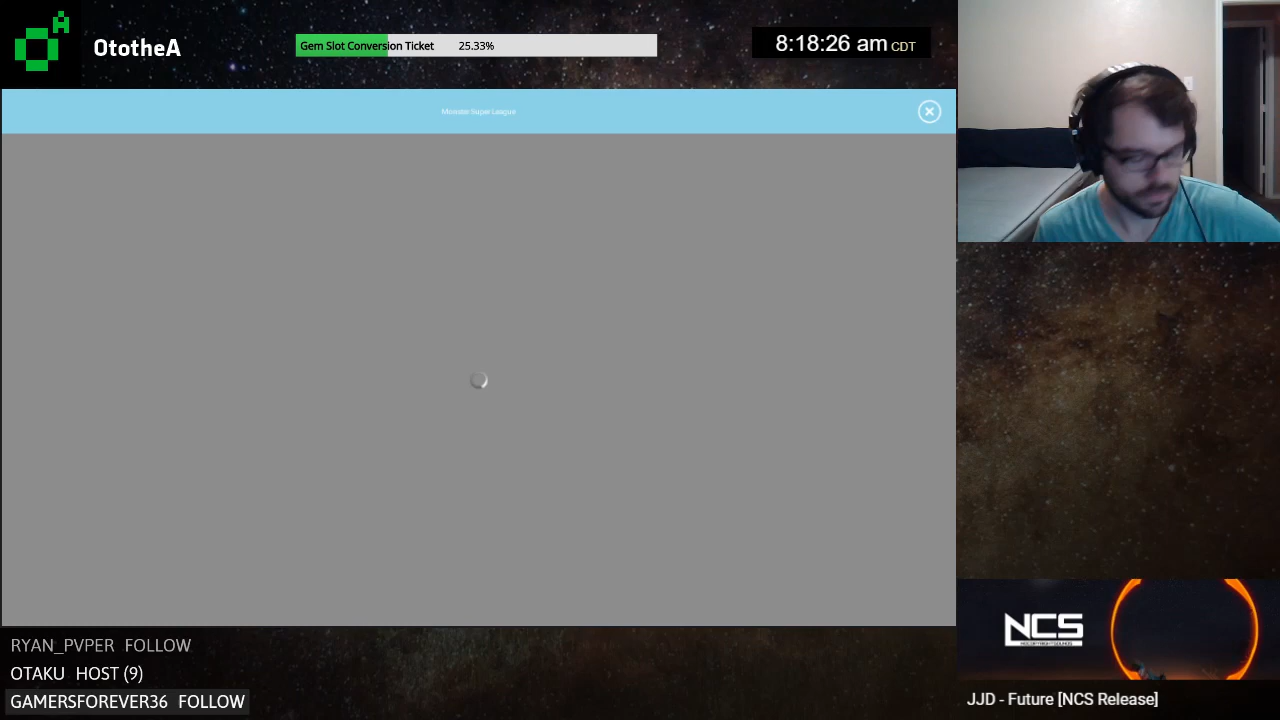 OtotheA
Gem Slot Conversion Ticket 25.33%
8:18:26 am CDT
Monster Super League
RYAN_PVPER FOLLOW
OTAKU HOST (9)
GAMERSFOREVER36 FOLLOW
NCS
JJD - Future [NCS Release]